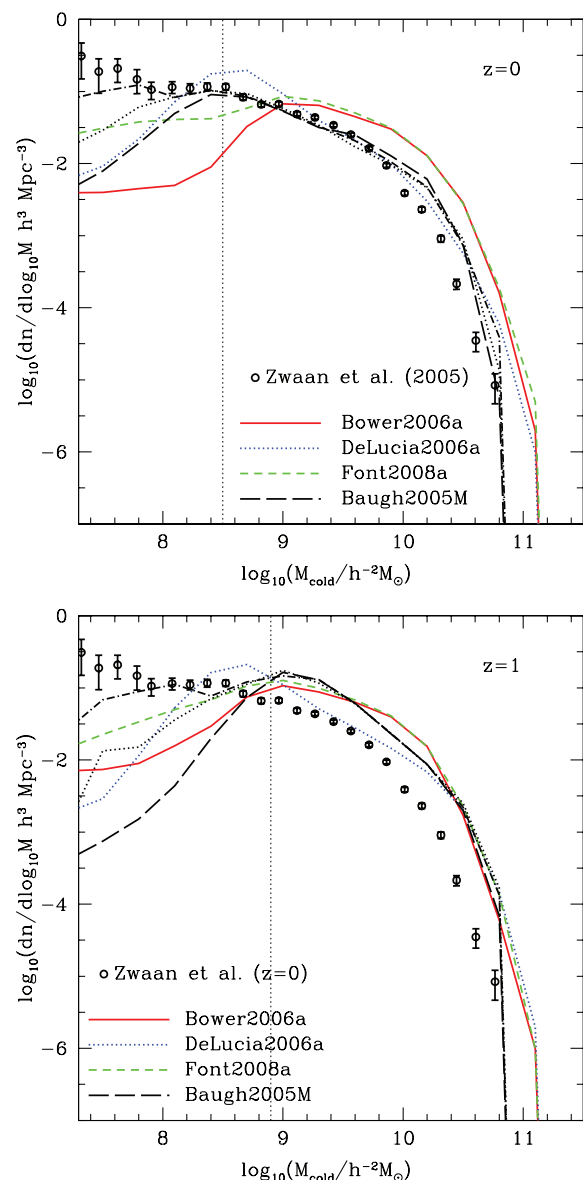 0
z=0
−2
−4
−6
log₁₀(dn/dlog₁₀M h³ Mpc⁻³)
Zwaan et al. (2005)
Bower2006a
DeLucia2006a
Font2008a
Baugh2005M
8 9 10 11
log₁₀(M_cold/h⁻²M☉)
0
z=1
−2
−4
−6
log₁₀(dn/dlog₁₀M h³ Mpc⁻³)
Zwaan et al. (z=0)
Bower2006a
DeLucia2006a
Font2008a
Baugh2005M
8 9 10 11
log₁₀(M_cold/h⁻²M☉)